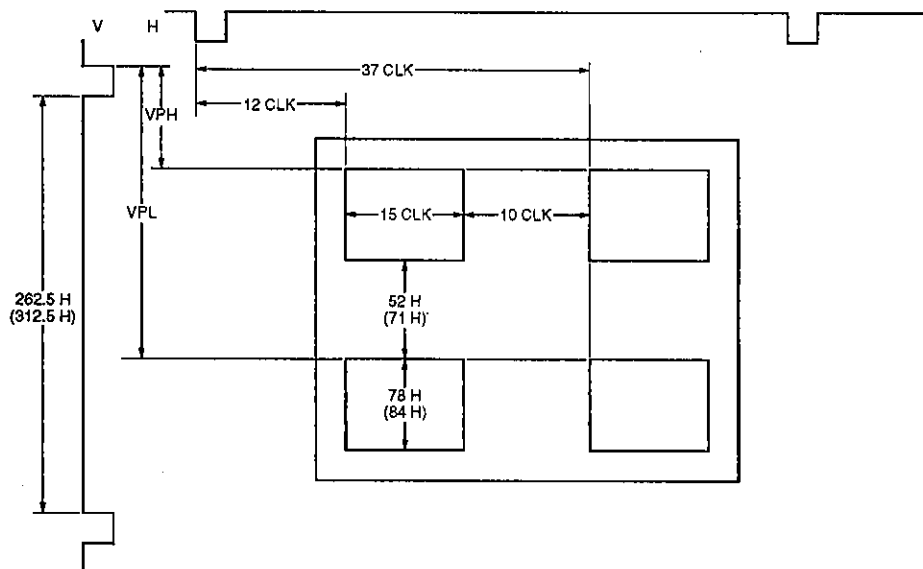 V H
37 CLK
12 CLK
VPH
VPL
15 CLK
10 CLK
262.5 H
(312.5 H)
52 H
(71 H)
78 H
(84 H)